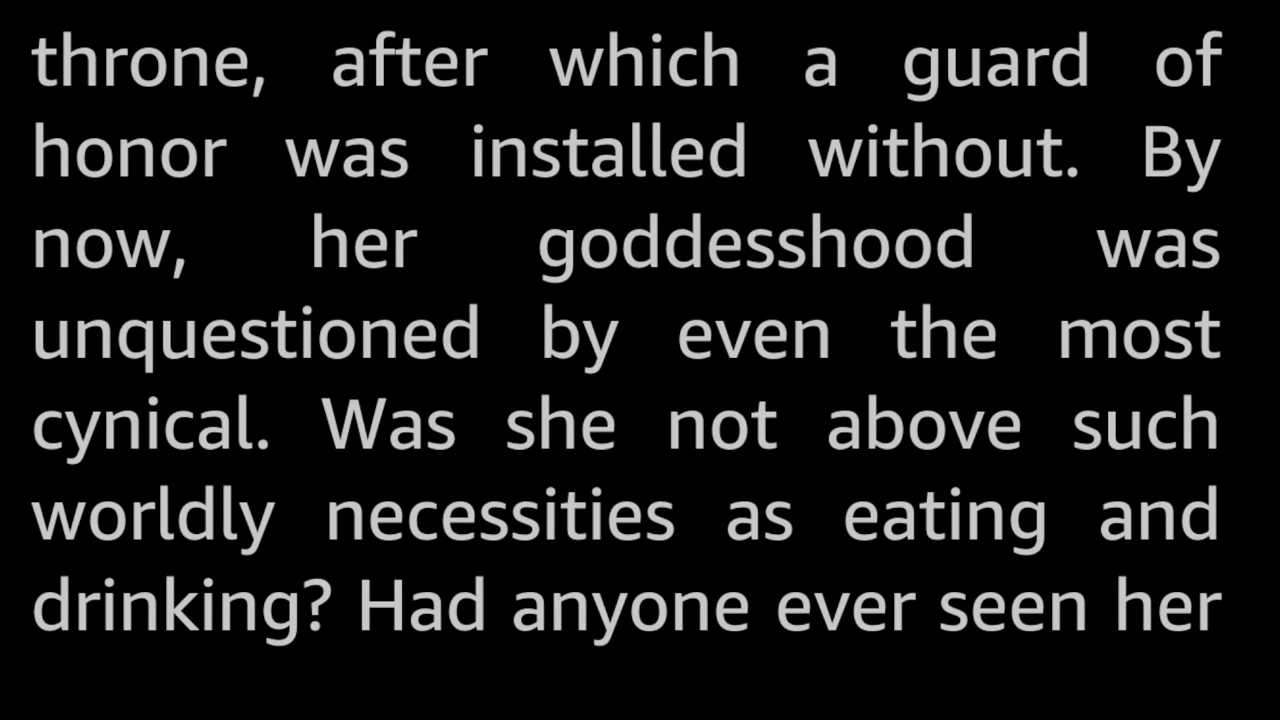 throne, after which a guard of
honor was installed without. By
now, her goddesshood was
unquestioned by even the most
cynical. Was she not above such
worldly necessities as eating and
drinking? Had anyone ever seen her